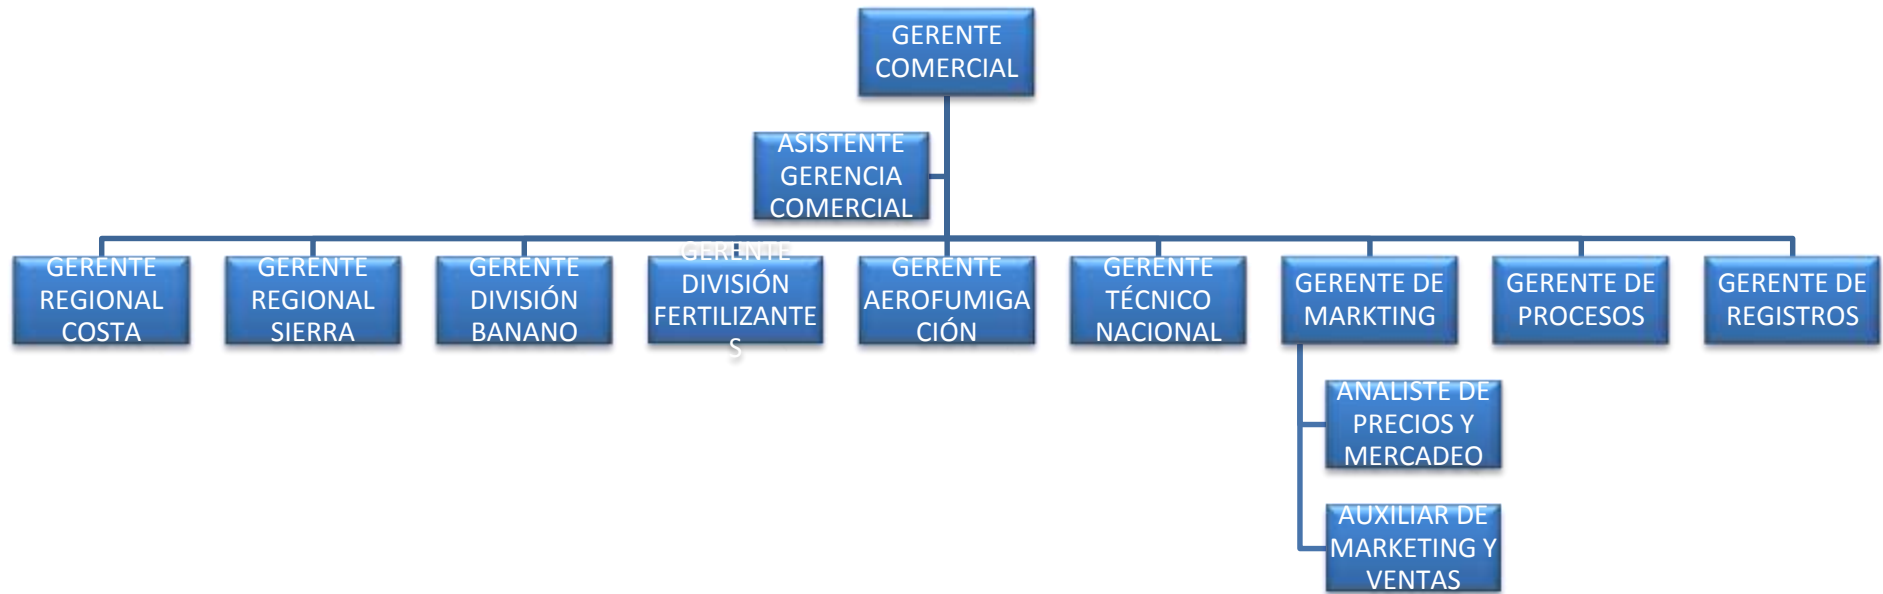 GERENTE
COMERCIAL
ASISTENTE
GERENCIA
COMERCIAL
GERENTE
REGIONAL
COSTA
GERENTE
REGIONAL
SIERRA
GERENTE
DIVISIÓN
BANANO
GERENTE
DIVISIÓN
FERTILIZANTE
S
GERENTE
AEROFUMIGA
CIÓN
GERENTE
TÉCNICO
NACIONAL
GERENTE DE
MARKTING
GERENTE DE
PROCESOS
GERENTE DE
REGISTROS
ANALISTE DE
PRECIOS Y
MERCADEO
AUXILIAR DE
MARKETING Y
VENTAS